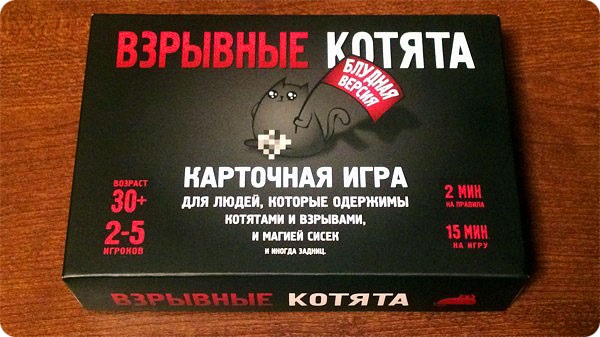 ВЗРЫВНЫЕ КОТЯТА
БЛУДНАЯ
ВЕРСИЯ
КАРТОЧНАЯ ИГРА
ДЛЯ ЛЮДЕЙ, КОТОРЫЕ ОДЕРЖИМЫ
КОТЯТАМИ И ВЗРЫВАМИ,
И МАГИЕЙ СИСЕК
И ИНОГДА ЗАДНИЦ.
ВОЗРАСТ
30+
2-5
ИГРОКОВ
2 МИН
НА ПРАВИЛА
15 МИН
НА ИГРУ
ВЗРЫВНЫЕ КОТЯТА